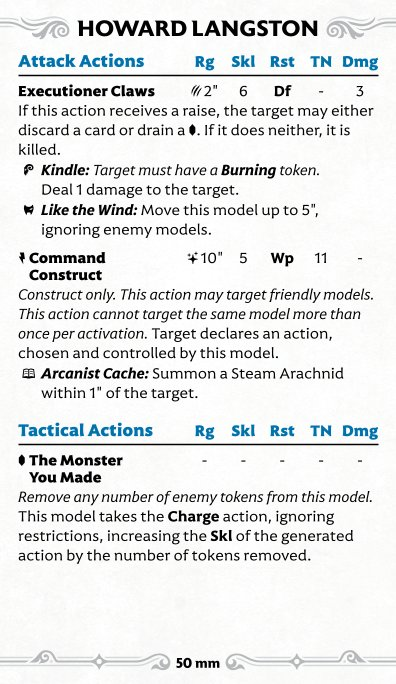 HOWARD LANGSTON
Attack Actions Rg Skl Rst TN Dmg
Executioner Claws 2" 6 Df - 3
If this action receives a raise, the target may either
discard a card or drain a . If it does neither, it is
killed.
Kindle: Target must have a Burning token.
Deal 1 damage to the target.
Like the Wind: Move this model up to 5",
ignoring enemy models.
Command 10" 5 Wp 11 -
Construct
Construct only. This action may target friendly models.
This action cannot target the same model more than
once per activation. Target declares an action,
chosen and controlled by this model.
Arcanist Cache: Summon a Steam Arachnid
within 1" of the target.
Tactical Actions Rg Skl Rst TN Dmg
The Monster - - - - -
You Made
Remove any number of enemy tokens from this model.
This model takes the Charge action, ignoring
restrictions, increasing the Skl of the generated
action by the number of tokens removed.
50 mm